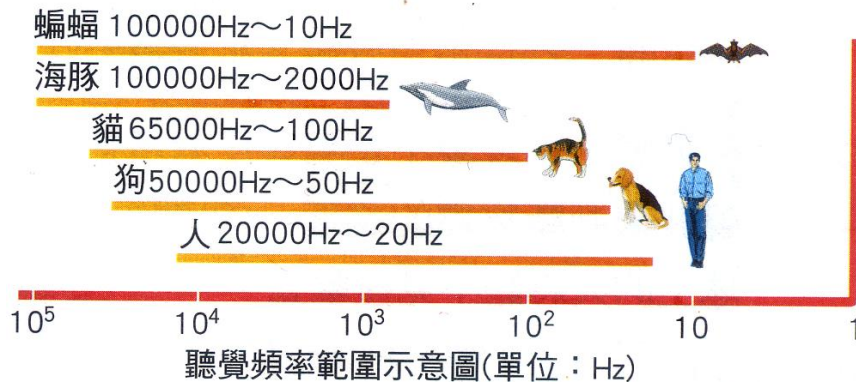 蝙蝠 100000Hz～10Hz
海豚 100000Hz～2000Hz
貓 65000Hz～100Hz
狗 50000Hz～50Hz
人 20000Hz～20Hz
10⁵ 10⁴ 10³ 10² 10 1
聽覺頻率範圍示意圖(單位：Hz)